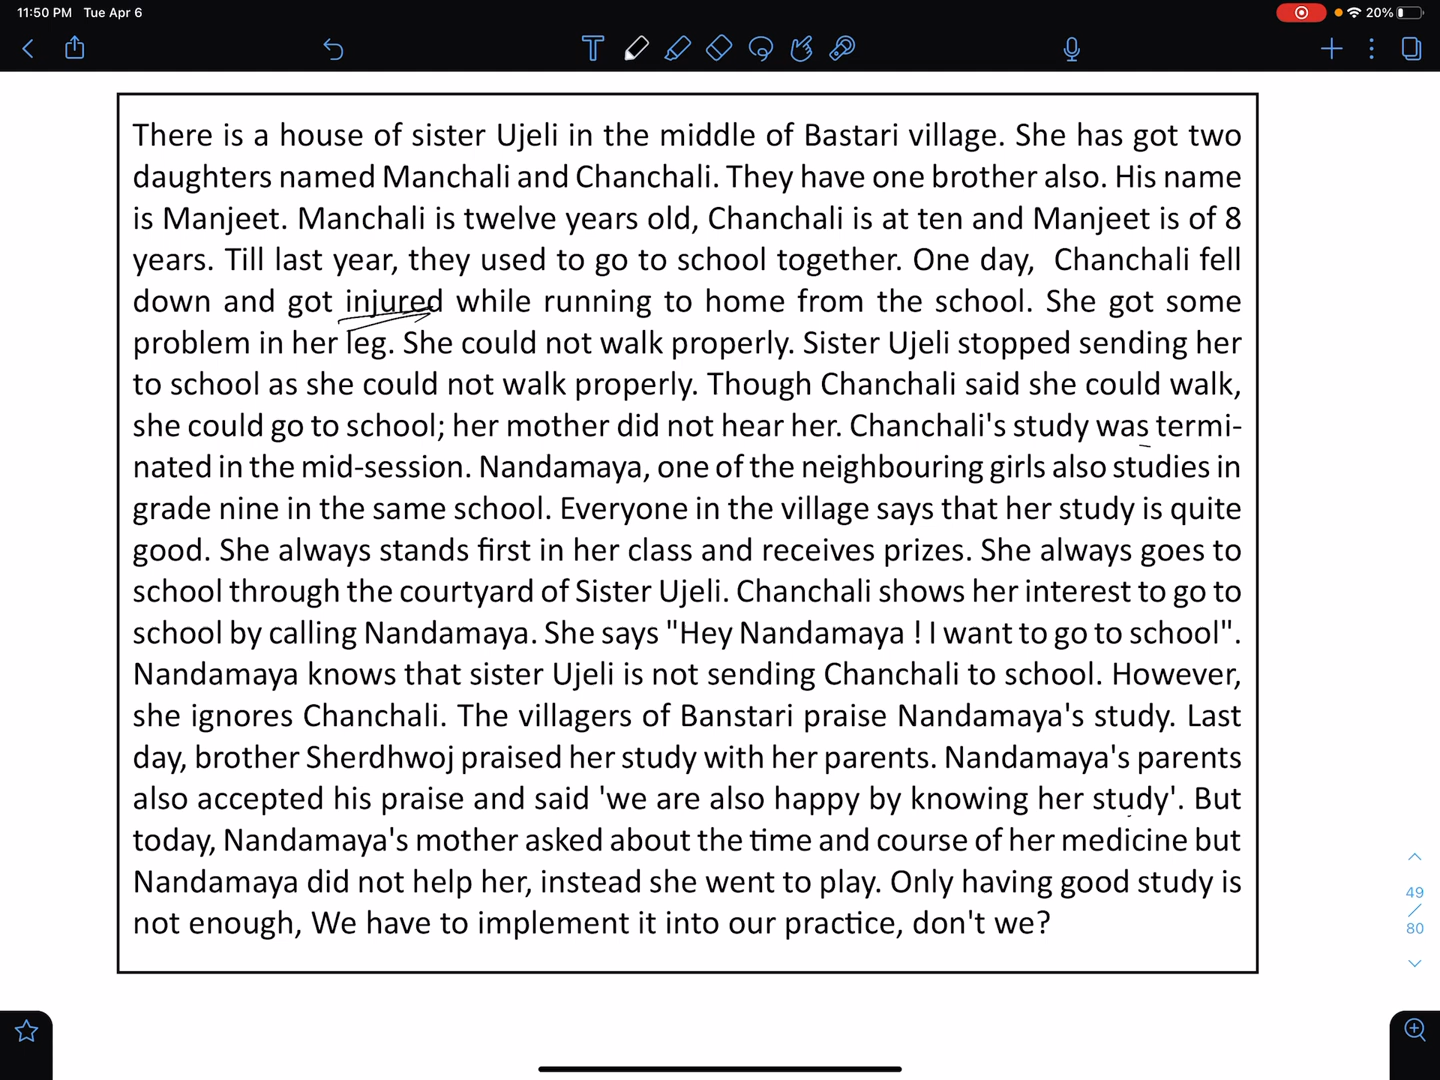 11:50 PM Tue Apr 6
20%
There is a house of sister Ujeli in the middle of Bastari village. She has got two
daughters named Manchali and Chanchali. They have one brother also. His name
is Manjeet. Manchali is twelve years old, Chanchali is at ten and Manjeet is of 8
years. Till last year, they used to go to school together. One day, Chanchali fell
down and got injured while running to home from the school. She got some
problem in her leg. She could not walk properly. Sister Ujeli stopped sending her
to school as she could not walk properly. Though Chanchali said she could walk,
she could go to school; her mother did not hear her. Chanchali's study was termi-
nated in the mid-session. Nandamaya, one of the neighbouring girls also studies in
grade nine in the same school. Everyone in the village says that her study is quite
good. She always stands first in her class and receives prizes. She always goes to
school through the courtyard of Sister Ujeli. Chanchali shows her interest to go to
school by calling Nandamaya. She says "Hey Nandamaya ! I want to go to school".
Nandamaya knows that sister Ujeli is not sending Chanchali to school. However,
she ignores Chanchali. The villagers of Banstari praise Nandamaya's study. Last
day, brother Sherdhwoj praised her study with her parents. Nandamaya's parents
also accepted his praise and said 'we are also happy by knowing her study'. But
today, Nandamaya's mother asked about the time and course of her medicine but
Nandamaya did not help her, instead she went to play. Only having good study is
not enough, We have to implement it into our practice, don't we?
49
/
80